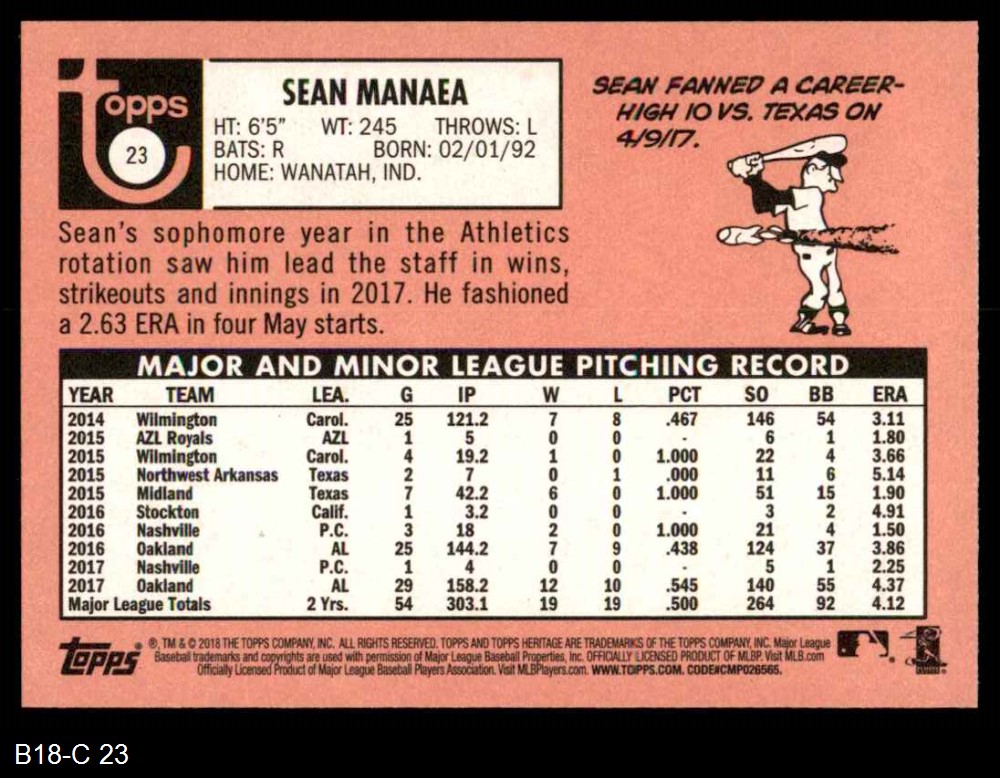 topps
23
SEAN MANAEA
HT: 6'5" WT: 245 THROWS: L
BATS: R BORN: 02/01/92
HOME: WANATAH, IND.
SEAN FANNED A CAREER-
HIGH 10 VS. TEXAS ON
4/9/17.
Sean's sophomore year in the Athletics
rotation saw him lead the staff in wins,
strikeouts and innings in 2017. He fashioned
a 2.63 ERA in four May starts.
MAJOR AND MINOR LEAGUE PITCHING RECORD
YEAR TEAM LEA. G IP W L PCT SO BB ERA
2014 Wilmington Carol. 25 121.2 7 8 .467 146 54 3.11
2015 AZL Royals AZL 1 5 0 0 - 6 1 1.80
2015 Wilmington Carol. 4 19.2 1 0 1.000 22 4 3.66
2015 Northwest Arkansas Texas 2 7 0 1 .000 11 6 5.14
2015 Midland Texas 7 42.2 6 0 1.000 51 15 1.90
2016 Stockton Calif. 1 3.2 0 0 - 3 2 4.91
2016 Nashville P.C. 3 18 2 0 1.000 21 4 1.50
2016 Oakland AL 25 144.2 7 9 .438 124 37 3.86
2017 Nashville P.C. 1 4 0 0 - 5 1 2.25
2017 Oakland AL 29 158.2 12 10 .545 140 55 4.37
Major League Totals 2 Yrs. 54 303.1 19 19 .500 264 92 4.12
topps ®, TM & © 2018 THE TOPPS COMPANY, INC. ALL RIGHTS RESERVED. TOPPS AND TOPPS HERITAGE ARE TRADEMARKS OF THE TOPPS COMPANY, INC. Major League
Baseball trademarks and copyrights are used with permission of Major League Baseball Properties, Inc. OFFICIALLY LICENSED PRODUCT OF MLBP. Visit MLB.com
Officially Licensed Product of Major League Baseball Players Association. Visit MLBPlayers.com. WWW.TOPPS.COM. CODE#CMP026565.
B18-C 23